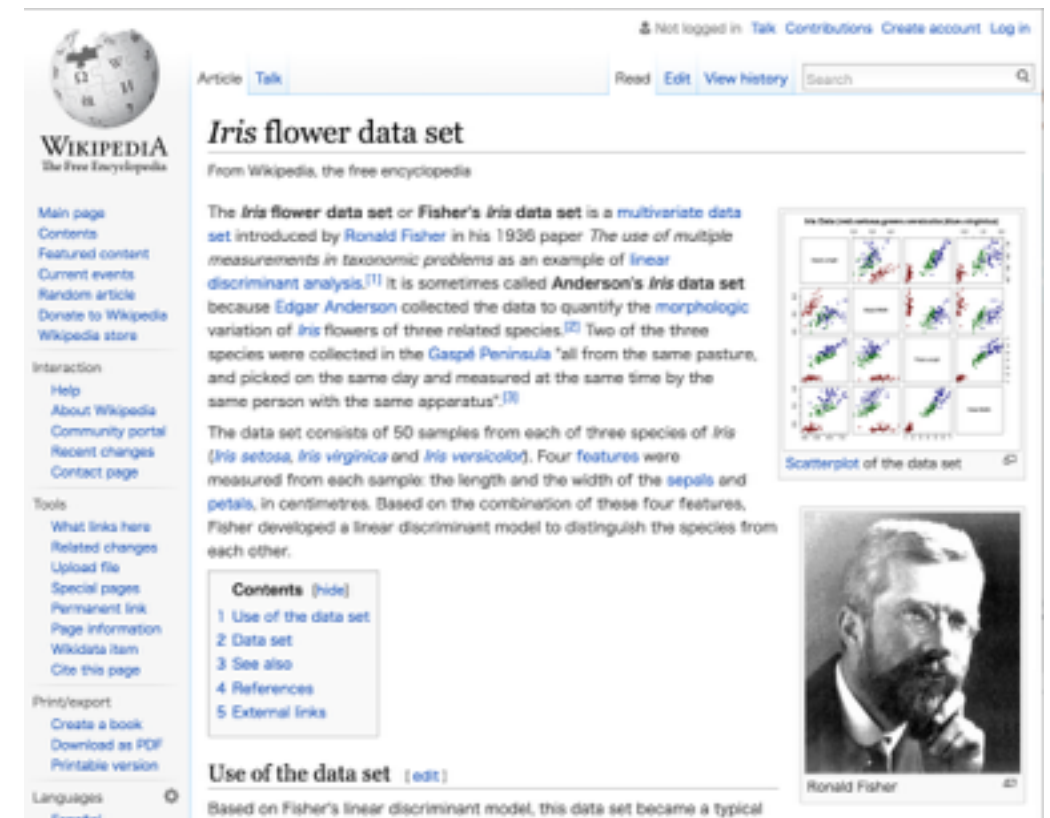 Not logged in Talk Contributions Create account Log in
Article Talk
Read Edit View history Search
WIKIPEDIA
The Free Encyclopedia
Main page
Contents
Featured content
Current events
Random article
Donate to Wikipedia
Wikipedia store
Interaction
Help
About Wikipedia
Community portal
Recent changes
Contact page
Tools
What links here
Related changes
Upload file
Special pages
Permanent link
Page information
Wikidata item
Cite this page
Print/export
Create a book
Download as PDF
Printable version
Languages
Español
Iris flower data set
From Wikipedia, the free encyclopedia
The Iris flower data set or Fisher's Iris data set is a multivariate data
set introduced by Ronald Fisher in his 1936 paper The use of multiple
measurements in taxonomic problems as an example of linear
discriminant analysis.[1] It is sometimes called Anderson's Iris data set
because Edgar Anderson collected the data to quantify the morphologic
variation of Iris flowers of three related species.[2] Two of the three
species were collected in the Gaspé Peninsula "all from the same pasture,
and picked on the same day and measured at the same time by the
same person with the same apparatus".[3]
The data set consists of 50 samples from each of three species of Iris
(Iris setosa, Iris virginica and Iris versicolor). Four features were
measured from each sample: the length and the width of the sepals and
petals, in centimetres. Based on the combination of these four features,
Fisher developed a linear discriminant model to distinguish the species from
each other.
Contents [hide]
1 Use of the data set
2 Data set
3 See also
4 References
5 External links
Use of the data set [edit]
Based on Fisher's linear discriminant model, this data set became a typical
Iris Data (red=setosa,green=versicolor,blue=virginica)
Scatterplot of the data set
Ronald Fisher